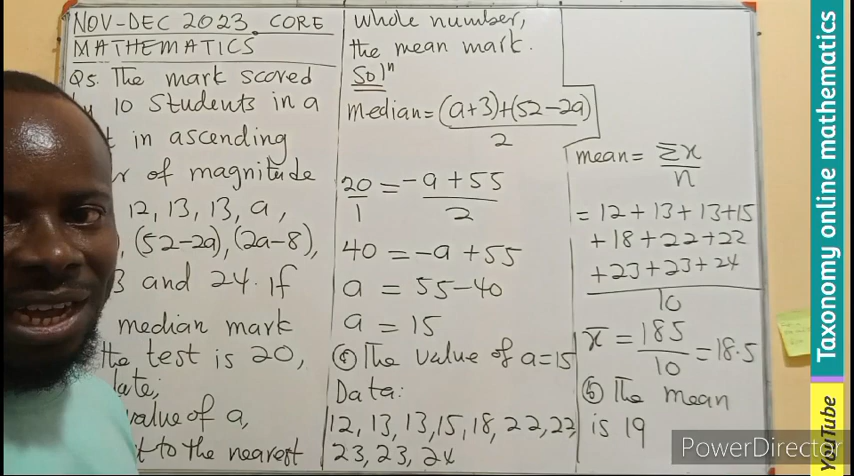 NOV-DEC 2023. CORE
MATHEMATICS
Q5. The mark scored
10 students in a
in ascending
of magnitude
12, 13, 13, a,
(52-2a), (2a-8),
and 24. If
median mark
the test is 20,
value of a,
to the nearest
whole number,
the mean mark.
Solⁿ
median = (a+3)+(52-2a)
2
20 = -a + 55
1 2
40 = -a + 55
a = 55-40
a = 15
The value of a=15
Data:
12, 13, 13, 15, 18, 22, 22,
23, 23, 24
mean = Σx
n
= 12 + 13 + 13 + 15
+ 18 + 22 + 22
+ 23 + 23 + 24
10
x̄ = 185 = 18.5
10
ⓑ The mean
is 19
PowerDirector
YouTube Taxonomy online mathematics